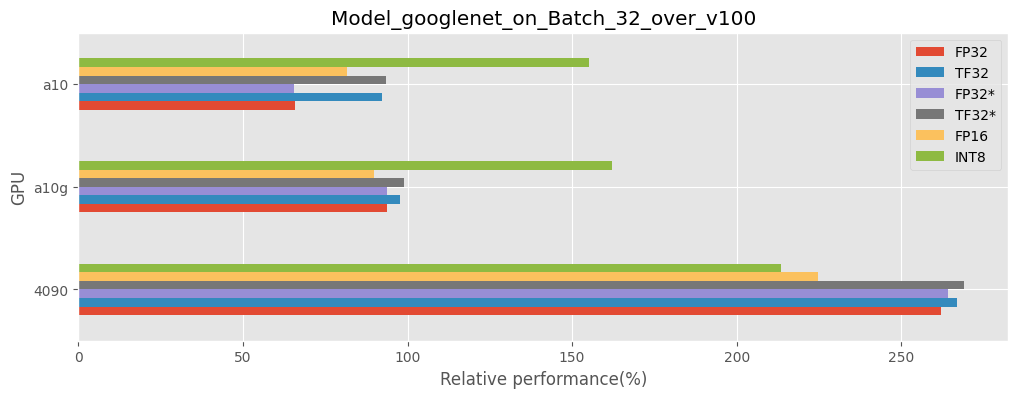 Model_googlenet_on_Batch_32_over_v100
FP32
TF32
FP32*
TF32*
FP16
INT8
GPU
a10
a10g
4090
0 50 100 150 200 250
Relative performance(%)